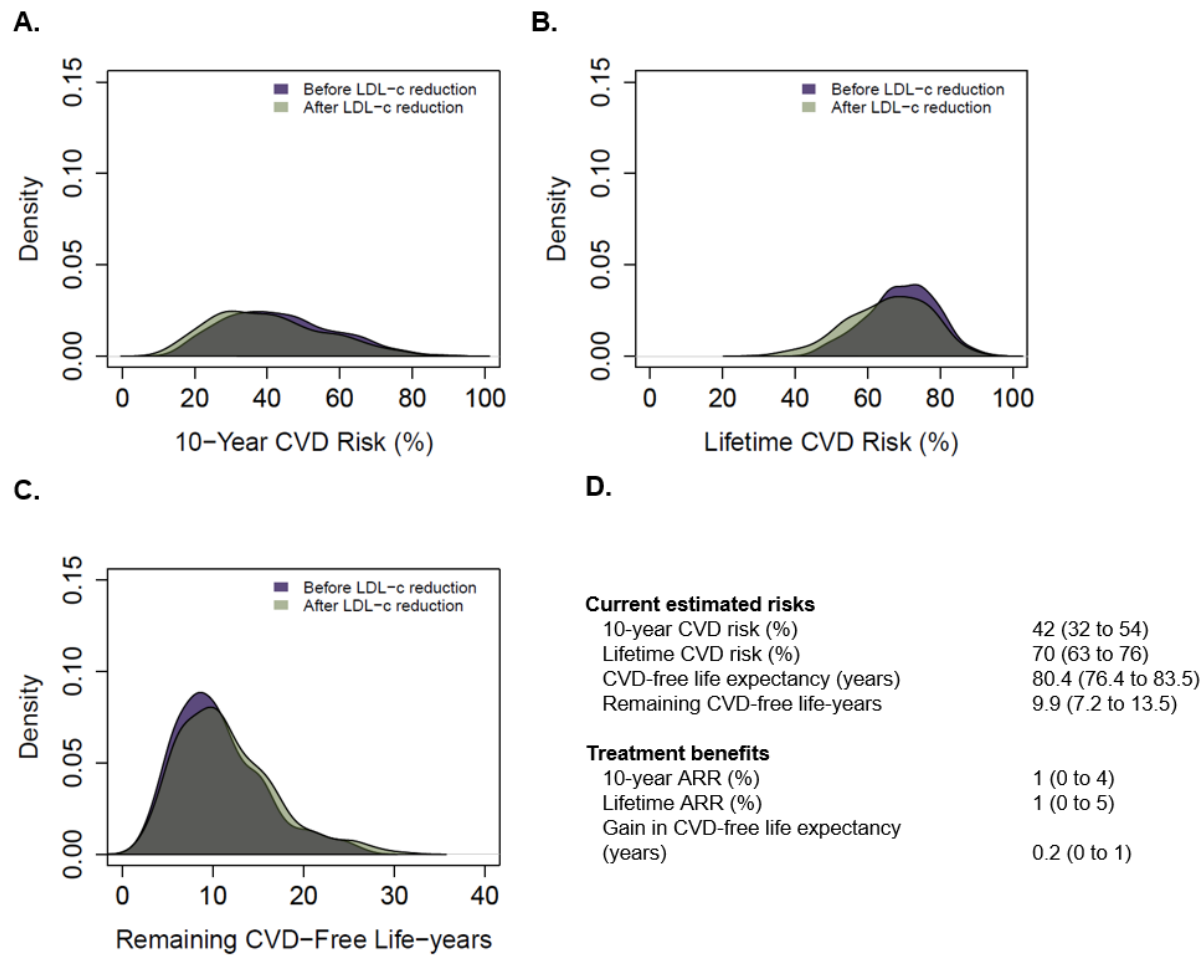 A.
0.15
0.10
0.05
0.00
Density
Before LDL−c reduction
After LDL−c reduction
0 20 40 60 80 100
10−Year CVD Risk (%)
B.
0.15
0.10
0.05
0.00
Density
Before LDL−c reduction
After LDL−c reduction
0 20 40 60 80 100
Lifetime CVD Risk (%)
C.
0.15
0.10
0.05
0.00
Density
Before LDL−c reduction
After LDL−c reduction
0 10 20 30 40
Remaining CVD−Free Life−years
D.
Current estimated risks
10-year CVD risk (%) 42 (32 to 54)
Lifetime CVD risk (%) 70 (63 to 76)
CVD-free life expectancy (years) 80.4 (76.4 to 83.5)
Remaining CVD-free life-years 9.9 (7.2 to 13.5)
Treatment benefits
10-year ARR (%) 1 (0 to 4)
Lifetime ARR (%) 1 (0 to 5)
Gain in CVD-free life expectancy
(years) 0.2 (0 to 1)